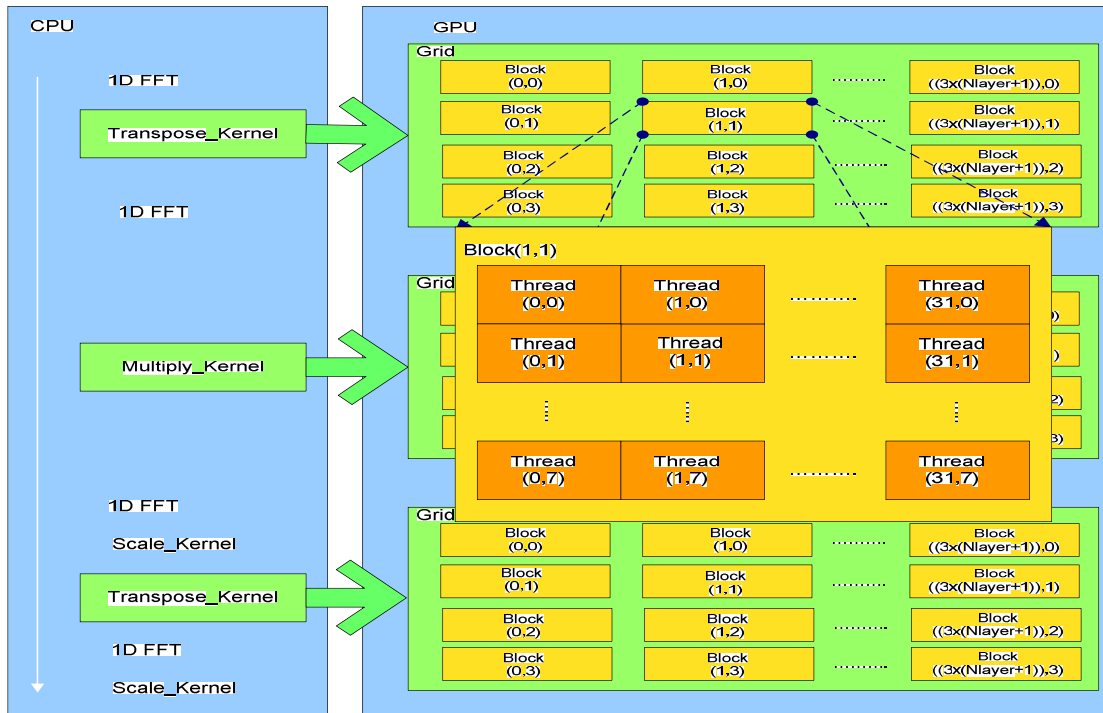 CPU
1D FFT
Transpose_Kernel
1D FFT
Multiply_Kernel
1D FFT
Scale_Kernel
Transpose_Kernel
1D FFT
Scale_Kernel
GPU
Grid
Block
(0,0)
Block
(1,0)
Block
((3x(Nlayer+1)),0)
Block
(0,1)
Block
(1,1)
Block
((3x(Nlayer+1)),1)
Block
(0,2)
Block
(1,2)
Block
((3x(Nlayer+1)),2)
Block
(0,3)
Block
(1,3)
Block
((3x(Nlayer+1)),3)
Block(1,1)
Thread
(0,0)
Thread
(1,0)
Thread
(31,0)
Thread
(0,1)
Thread
(1,1)
Thread
(31,1)
Thread
(0,7)
Thread
(1,7)
Thread
(31,7)
Grid
0)
)
2)
3)
Grid
Block
(0,0)
Block
(1,0)
Block
((3x(Nlayer+1)),0)
Block
(0,1)
Block
(1,1)
Block
((3x(Nlayer+1)),1)
Block
(0,2)
Block
(1,2)
Block
((3x(Nlayer+1)),2)
Block
(0,3)
Block
(1,3)
Block
((3x(Nlayer+1)),3)